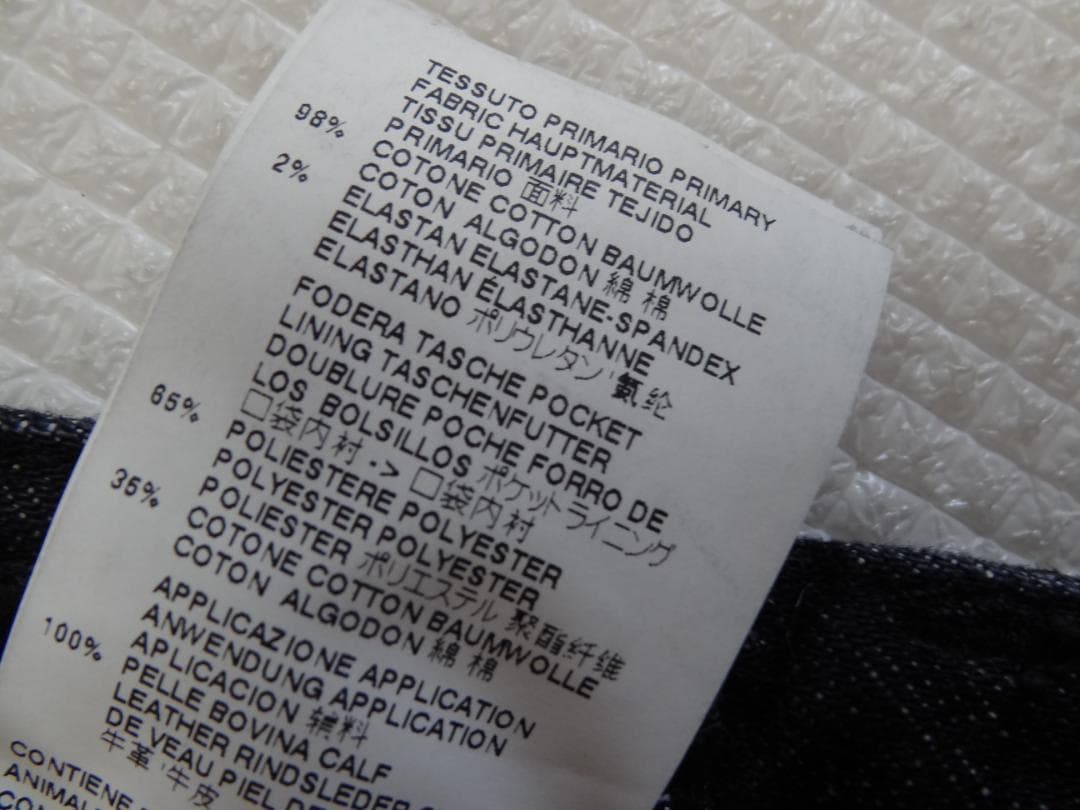 TESSUTO PRIMARIO PRIMARY
FABRIC HAUPTMATERIAL
TISSU PRIMAIRE TEJIDO
PRIMARIO 面料
98% COTONE COTTON BAUMWOLLE
COTON ALGODON 綿 棉
2% ELASTAN ELASTANE-SPANDEX
ELASTHAN ÉLASTHANNE
ELASTANO ポリウレタン 氨纶
FODERA TASCHE POCKET
LINING TASCHENFUTTER
DOUBLURE POCHE FORRO DE
LOS BOLSILLOS ポケットライニング
口袋内衬 -> 口袋内衬
65% POLIESTERE POLYESTER
POLYESTER POLYESTER
POLIESTER ポリエステル 聚酯纤维
35% COTONE COTTON BAUMWOLLE
COTON ALGODON 綿 棉
APPLICAZIONE APPLICATION
ANWENDUNG APPLICATION
APLICACION 辅料
100% PELLE BOVINA CALF
LEATHER RINDSLEDER
DE VEAU PIEL DE
牛革 牛皮
CONTIENE